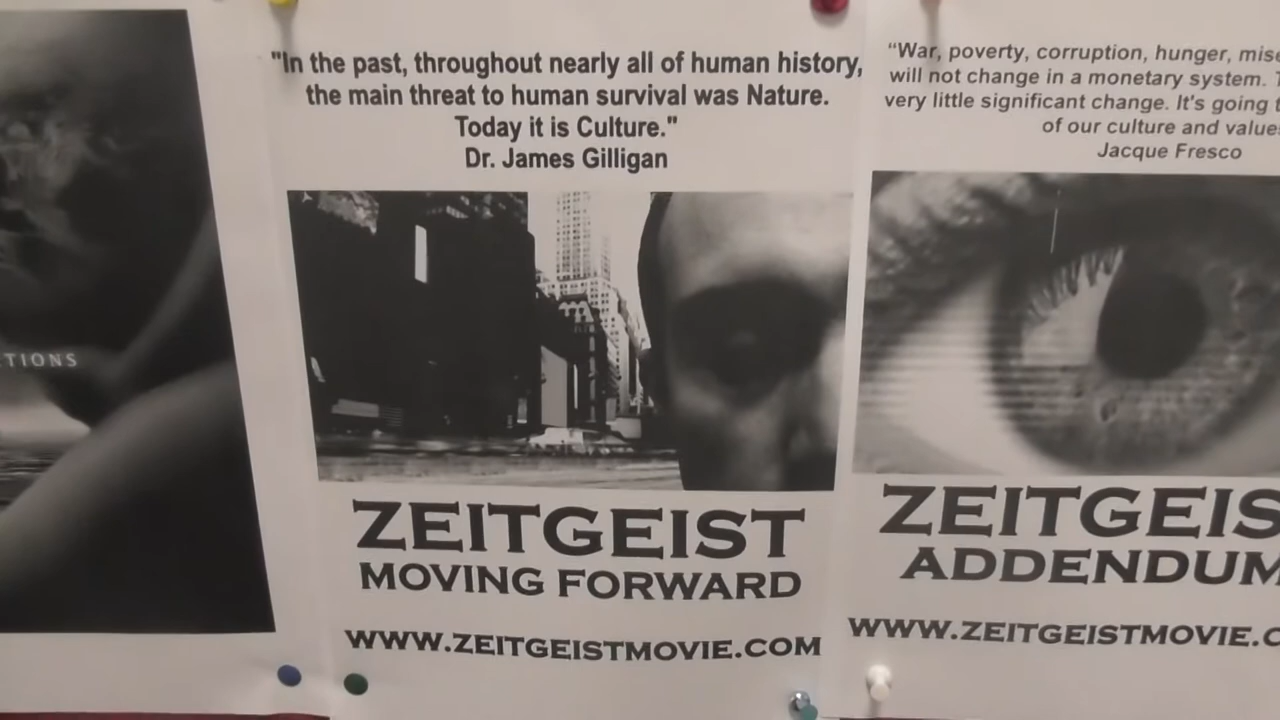 TIONS
"In the past, throughout nearly all of human history,
the main threat to human survival was Nature.
Today it is Culture."
Dr. James Gilligan
ZEITGEIST
MOVING FORWARD
WWW.ZEITGEISTMOVIE.COM
"War, poverty, corruption, hunger, mise
will not change in a monetary system. T
very little significant change. It's going t
of our culture and value
Jacque Fresco
ZEITGEIS
ADDENDUM
WWW.ZEITGEISTMOVIE.C